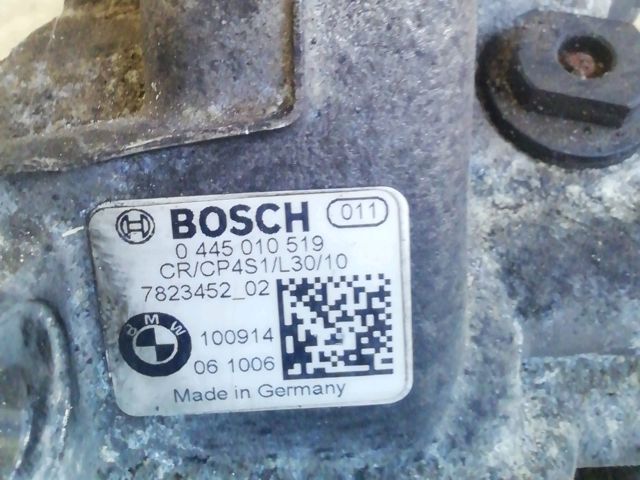 BOSCH 011
0 445 010 519
CR/CP4S1/L30/10
7823452_02
BMW
100914
06 1006
Made in Germany